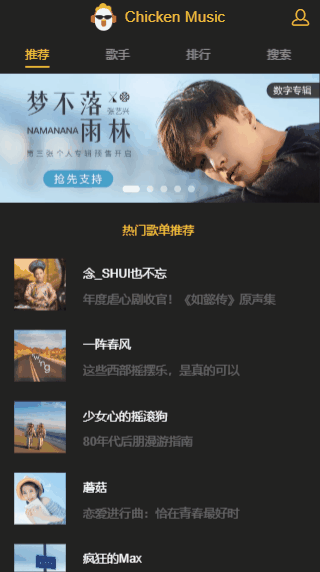 Chicken Music
推荐 歌手 排行 搜索
数字专辑
梦不落
雨林
张艺兴
NAMANANA
第三张个人专辑预售开启
抢先支持
热门歌单推荐
念_SHUI也不忘
年度虐心剧收官！《如懿传》原声集
一阵春风
这些西部摇摆乐，是真的可以
少女心的摇滚狗
80年代后朋漫游指南
蘑菇
恋爱进行曲：恰在青春最好时
疯狂的Max